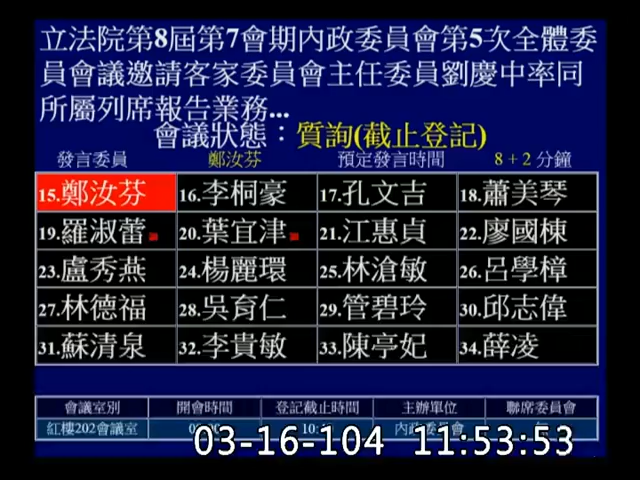 立法院第8屆第7會期內政委員會第5次全體委
員會議邀請客家委員會主任委員劉慶中率同
所屬列席報告業務...
會議狀態：質詢(截止登記)
發言委員 鄭汝芬 預定發言時間 8+2 分鐘
15.鄭汝芬 16.李桐豪 17.孔文吉 18.蕭美琴
19.羅淑蕾 20.葉宜津 21.江惠貞 22.廖國棟
23.盧秀燕 24.楊麗環 25.林滄敏 26.呂學樟
27.林德福 28.吳育仁 29.管碧玲 30.邱志偉
31.蘇清泉 32.李貴敏 33.陳亭妃 34.薛凌
會議室別 開會時間 登記截止時間 主辦單位 聯席委員會
紅樓202會議室 內政委員會
03-16-104 11:53:53